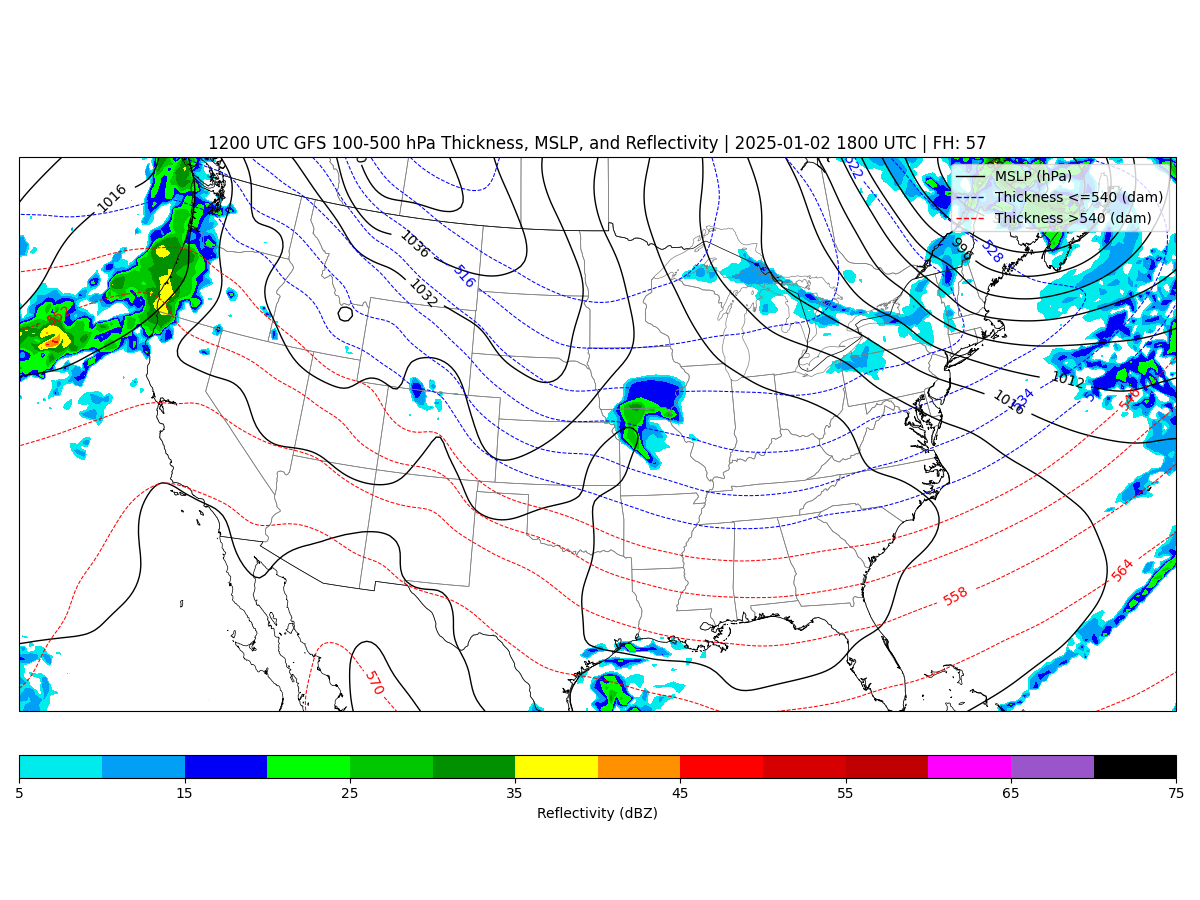 1200 UTC GFS 100-500 hPa Thickness, MSLP, and Reflectivity | 2025-01-02 1800 UTC | FH: 57
MSLP (hPa)
Thickness <=540 (dam)
Thickness >540 (dam)
1016
1036
1032
516
522
528
996
1012
1016
534
540
558
564
570
5 15 25 35 45 55 65 75
Reflectivity (dBZ)